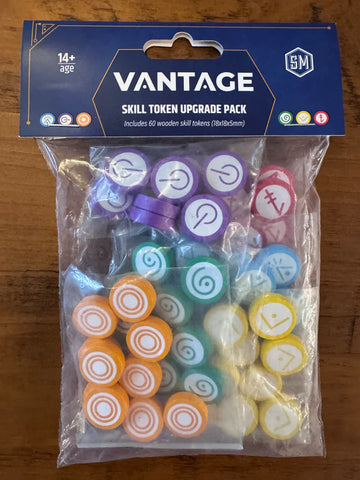 14+
age
VANTAGE
SM
SKILL TOKEN UPGRADE PACK
Includes 60 wooden skill tokens (18x18x5mm)